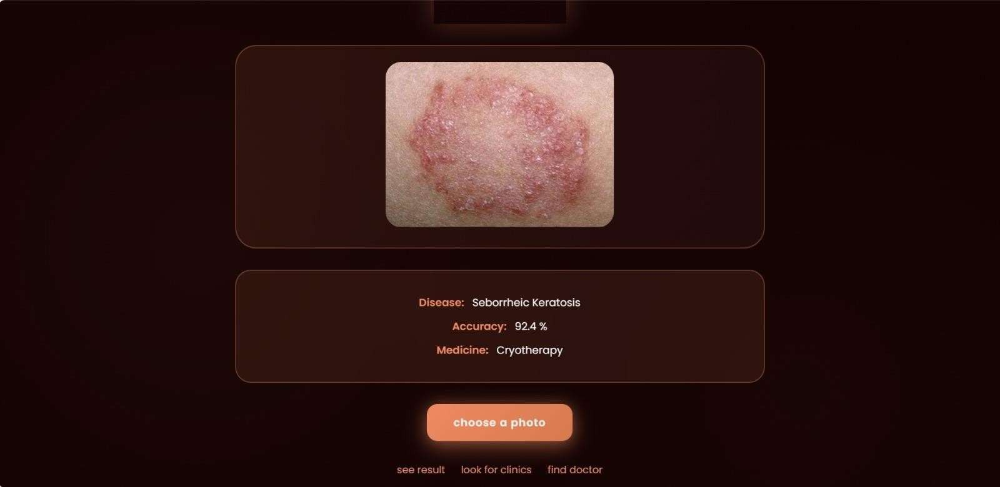 Disease: Seborrheic Keratosis
Accuracy: 92.4 %
Medicine: Cryotherapy
choose a photo
see result look for clinics find doctor